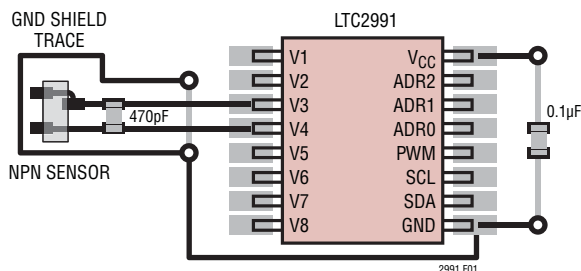 GND SHIELD
TRACE
LTC2991
V1
V2
V3
V4
V5
V6
V7
V8
VCC
ADR2
ADR1
ADR0
PWM
SCL
SDA
GND
470pF
0.1µF
NPN SENSOR
2991 F01